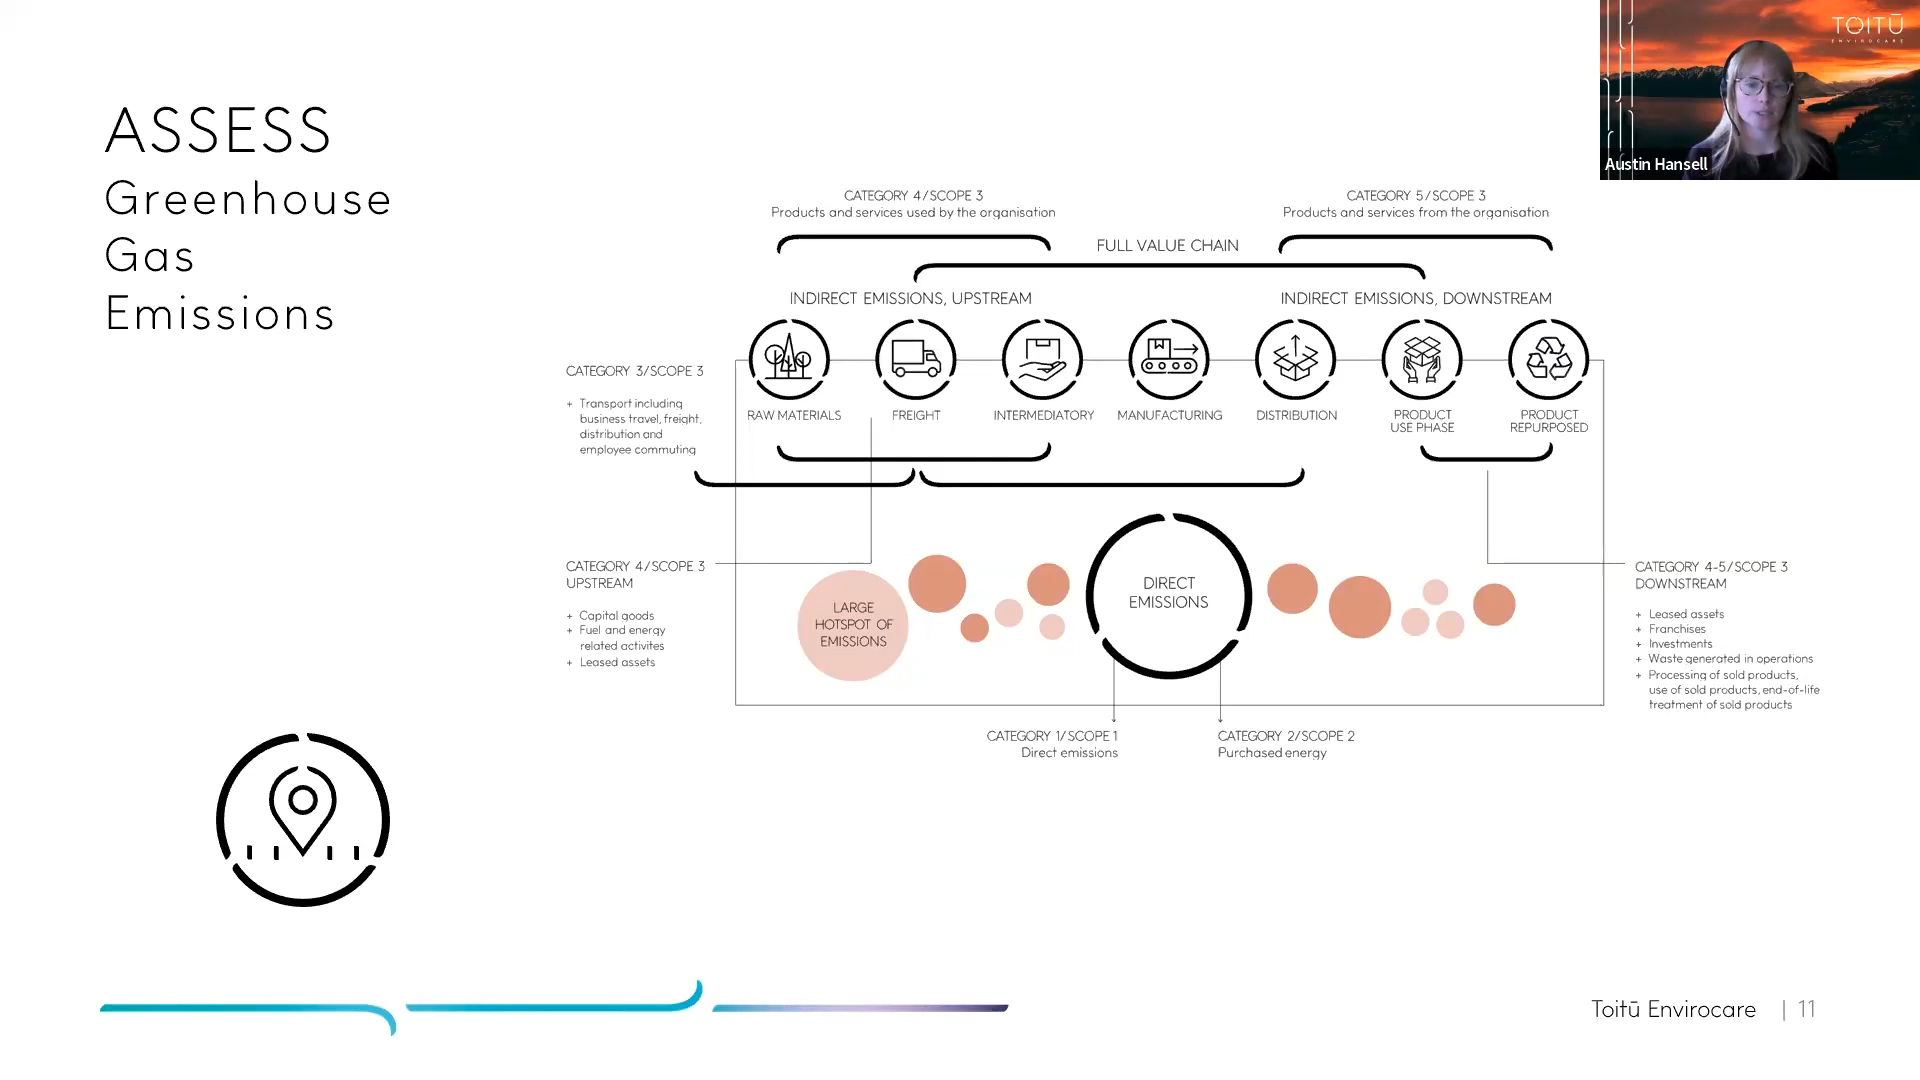 ASSESS
Greenhouse
Gas
Emissions
TOITŪ
ENVIROCARE
Austin Hansell
CATEGORY 4/SCOPE 3
Products and services used by the organisation
CATEGORY 5/SCOPE 3
Products and services from the organisation
FULL VALUE CHAIN
INDIRECT EMISSIONS, UPSTREAM
INDIRECT EMISSIONS, DOWNSTREAM
CATEGORY 3/SCOPE 3
+ Transport including
business travel, freight,
distribution and
employee commuting
RAW MATERIALS
FREIGHT
INTERMEDIATORY
MANUFACTURING
DISTRIBUTION
PRODUCT
USE PHASE
PRODUCT
REPURPOSED
CATEGORY 4/SCOPE 3
UPSTREAM
+ Capital goods
+ Fuel and energy
related activites
+ Leased assets
LARGE
HOTSPOT OF
EMISSIONS
DIRECT
EMISSIONS
CATEGORY 4-5/SCOPE 3
DOWNSTREAM
+ Leased assets
+ Franchises
+ Investments
+ Waste generated in operations
+ Processing of sold products,
use of sold products, end-of-life
treatment of sold products
CATEGORY 1/SCOPE 1
Direct emissions
CATEGORY 2/SCOPE 2
Purchased energy
Toitū Envirocare | 11